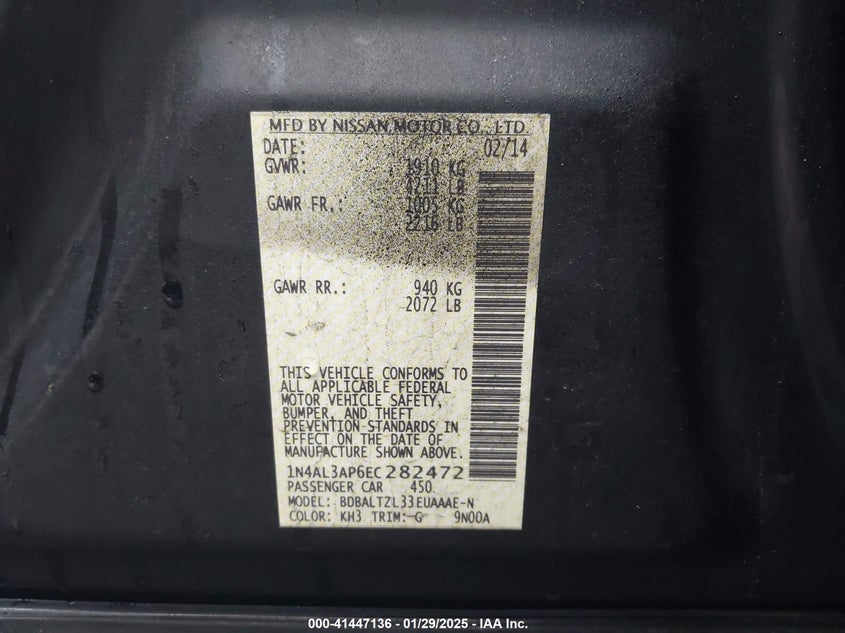 MFD BY NISSAN MOTOR CO., LTD.
DATE: 02/14
GVWR: 1910 KG
4211 LB
GAWR FR.: 1005 KG
2216 LB
GAWR RR.: 940 KG
2072 LB
THIS VEHICLE CONFORMS TO
ALL APPLICABLE FEDERAL
MOTOR VEHICLE SAFETY,
BUMPER, AND THEFT
PREVENTION STANDARDS IN
EFFECT ON THE DATE OF
MANUFACTURE SHOWN ABOVE.
1N4AL3AP6EC282472
PASSENGER CAR 450
MODEL: BDBALTZL33EUAAAE-N
COLOR: KH3 TRIM: G 9N00A
000-41447136 - 01/29/2025 - IAA Inc.